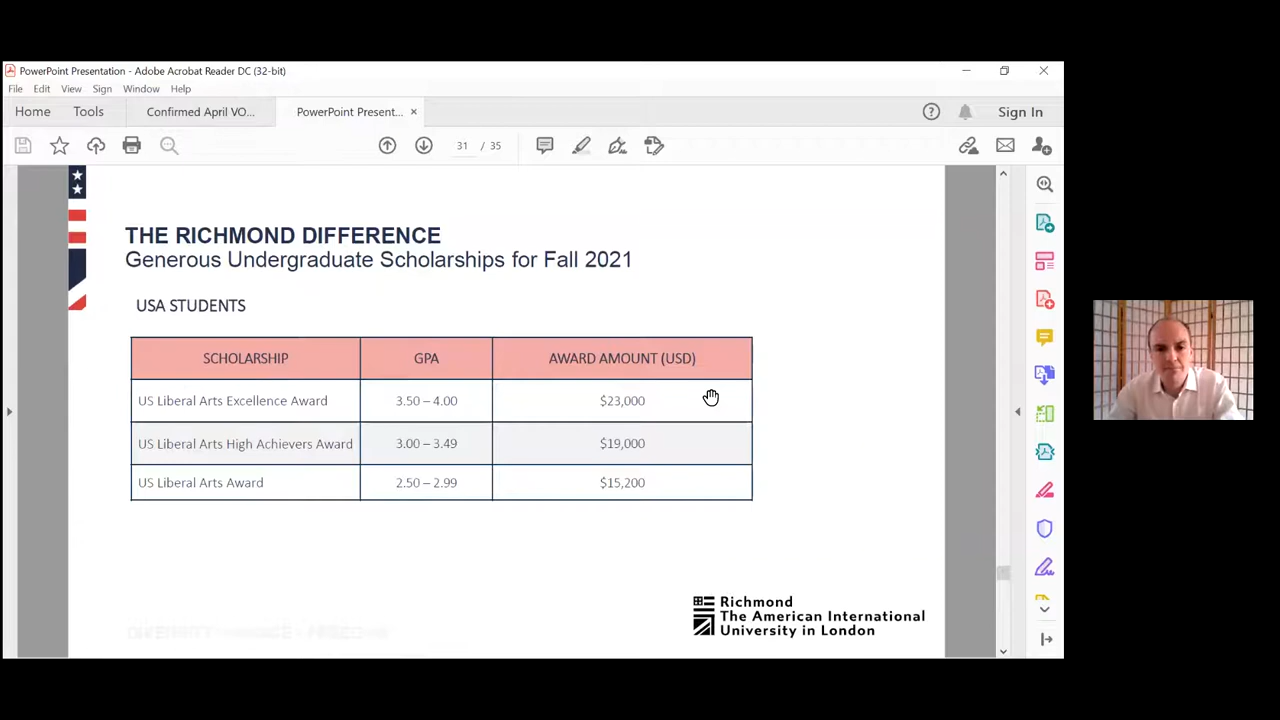 PowerPoint Presentation - Adobe Acrobat Reader DC (32-bit)
File Edit View Sign Window Help
Home Tools Confirmed April VO... PowerPoint Present... × Sign In
31 / 35
THE RICHMOND DIFFERENCE
Generous Undergraduate Scholarships for Fall 2021
USA STUDENTS
SCHOLARSHIP GPA AWARD AMOUNT (USD)
US Liberal Arts Excellence Award 3.50 – 4.00 $23,000
US Liberal Arts High Achievers Award 3.00 – 3.49 $19,000
US Liberal Arts Award 2.50 – 2.99 $15,200
Richmond
The American International
University in London